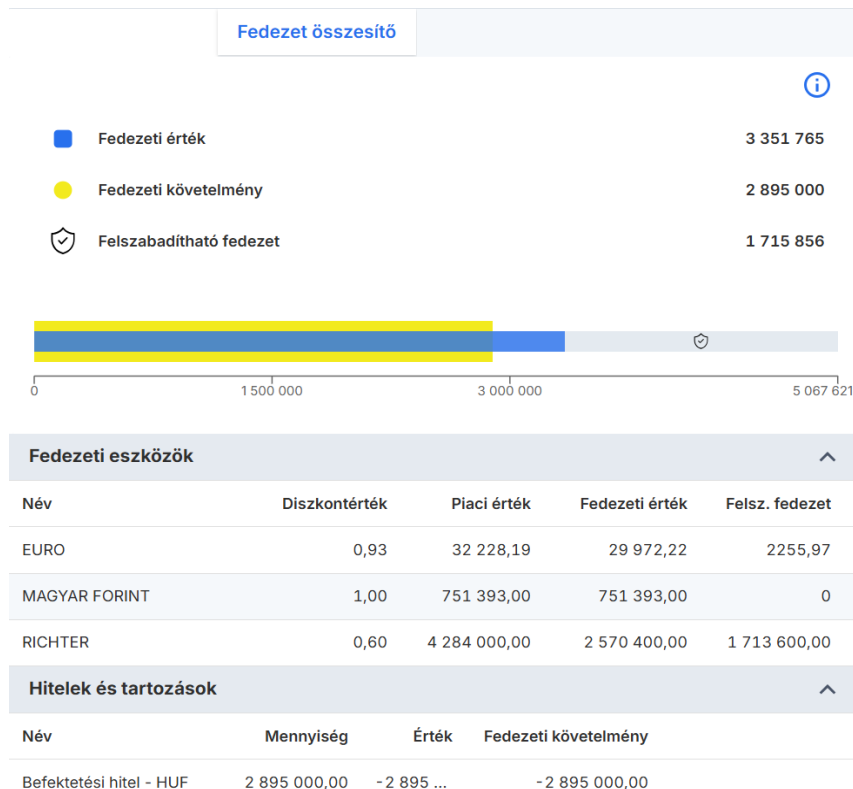 Fedezet összesítő
Fedezeti érték 3 351 765
Fedezeti követelmény 2 895 000
Felszabadítható fedezet 1 715 856
0 1 500 000 3 000 000 5 067 621
Fedezeti eszközök
Név Diszkontérték Piaci érték Fedezeti érték Felsz. fedezet
EURO 0,93 32 228,19 29 972,22 2255,97
MAGYAR FORINT 1,00 751 393,00 751 393,00 0
RICHTER 0,60 4 284 000,00 2 570 400,00 1 713 600,00
Hitelek és tartozások
Név Mennyiség Érték Fedezeti követelmény
Befektetési hitel - HUF 2 895 000,00 -2 895 ... -2 895 000,00